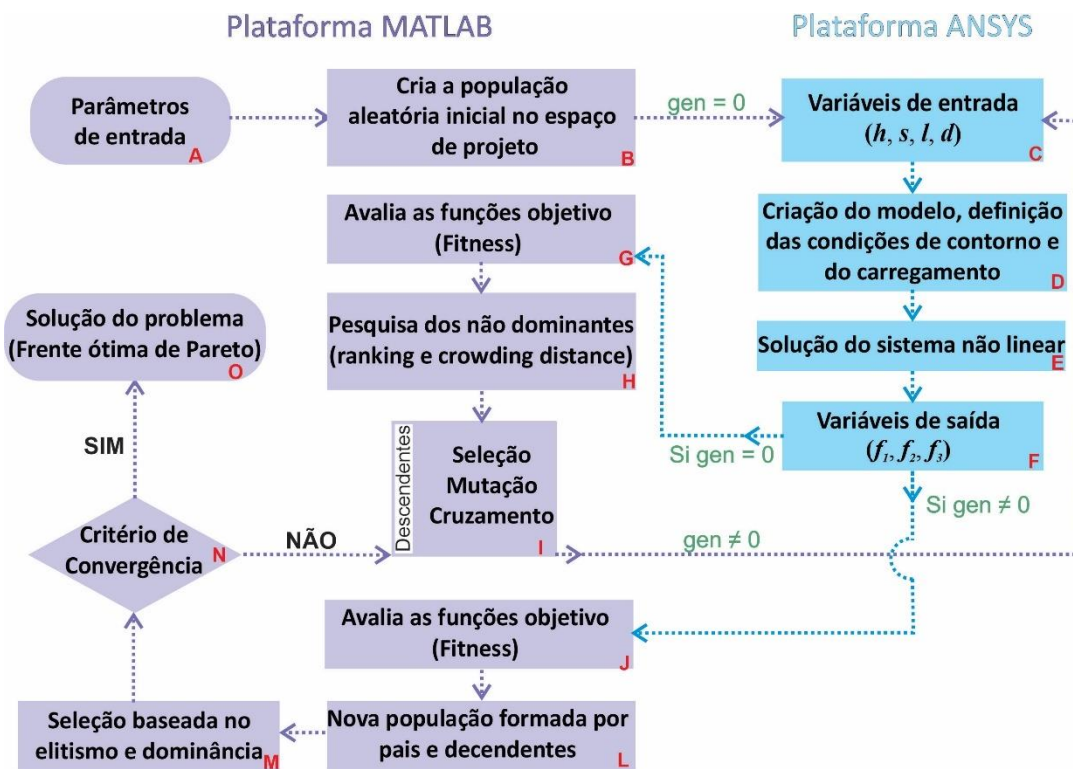 Plataforma MATLAB
Plataforma ANSYS
Parâmetros
de entrada
A
Cria a população
aleatória inicial no espaço
de projeto
B
gen = 0
Variáveis de entrada
(h, s, l, d)
C
Criação do modelo, definição
das condições de contorno e
do carregamento
D
Solução do sistema não linear
E
Variáveis de saída
(f₁, f₂, f₃)
F
Si gen = 0
Si gen ≠ 0
Avalia as funções objetivo
(Fitness)
G
Pesquisa dos não dominantes
(ranking e crowding distance)
H
Descendentes
Seleção
Mutação
Cruzamento
I
gen ≠ 0
Avalia as funções objetivo
(Fitness)
J
Nova população formada por
pais e decendentes
L
Seleção baseada no
elitismo e dominância
M
Critério de
Convergência
N
NÃO
SIM
Solução do problema
(Frente ótima de Pareto)
O